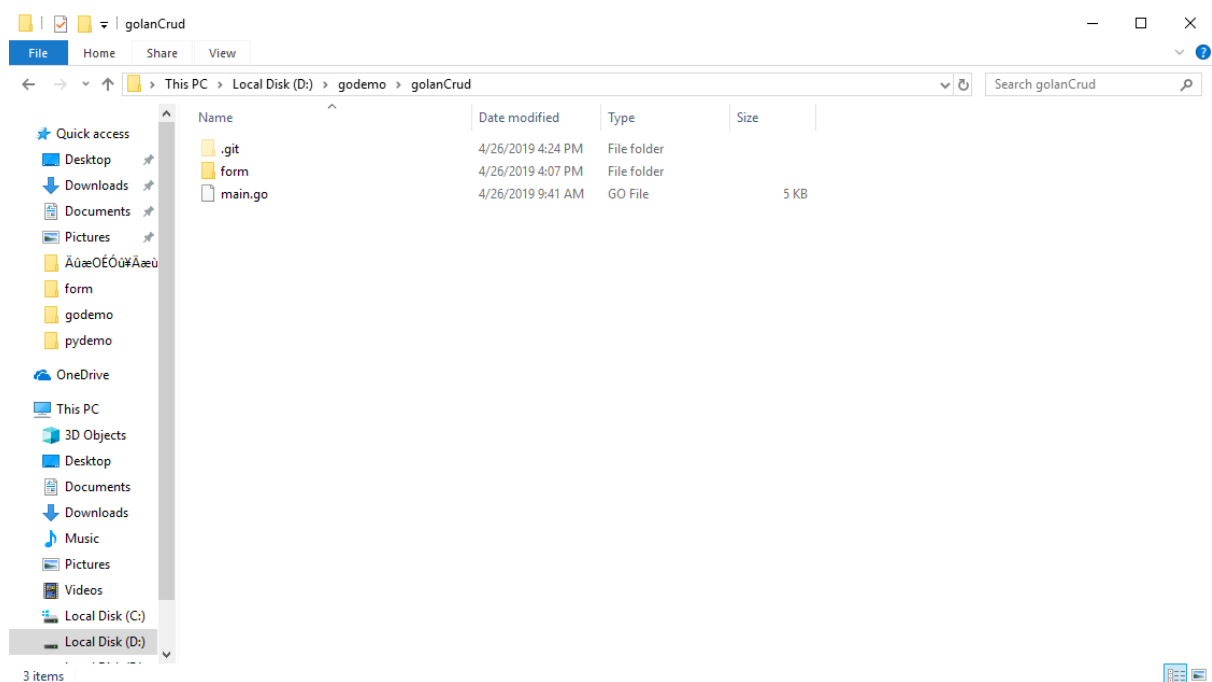 golanCrud
File Home Share View
This PC > Local Disk (D:) > godemo > golanCrud
Search golanCrud
Name Date modified Type Size
.git 4/26/2019 4:24 PM File folder
form 4/26/2019 4:07 PM File folder
main.go 4/26/2019 9:41 AM GO File 5 KB
Quick access
Desktop
Downloads
Documents
Pictures
ÄûæOÉÓû¥Äæù
form
godemo
pydemo
OneDrive
This PC
3D Objects
Desktop
Documents
Downloads
Music
Pictures
Videos
Local Disk (C:)
Local Disk (D:)
3 items